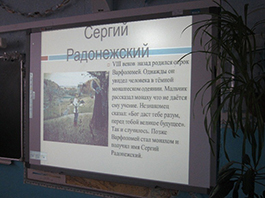 Сергий
Радонежский
VIII веков назад родился отрок
Варфоломей. Однажды он
увидел человека в тёмной
монашеском одеянии. Мальчик
рассказал монаху что не даётся
ему учение. Незнакомец
сказал: «Бог даст тебе разум,
перед тобой великое будущее».
Так и случилось. Позже
Варфоломей стал монахом и
получил имя Сергий
Радонежский.